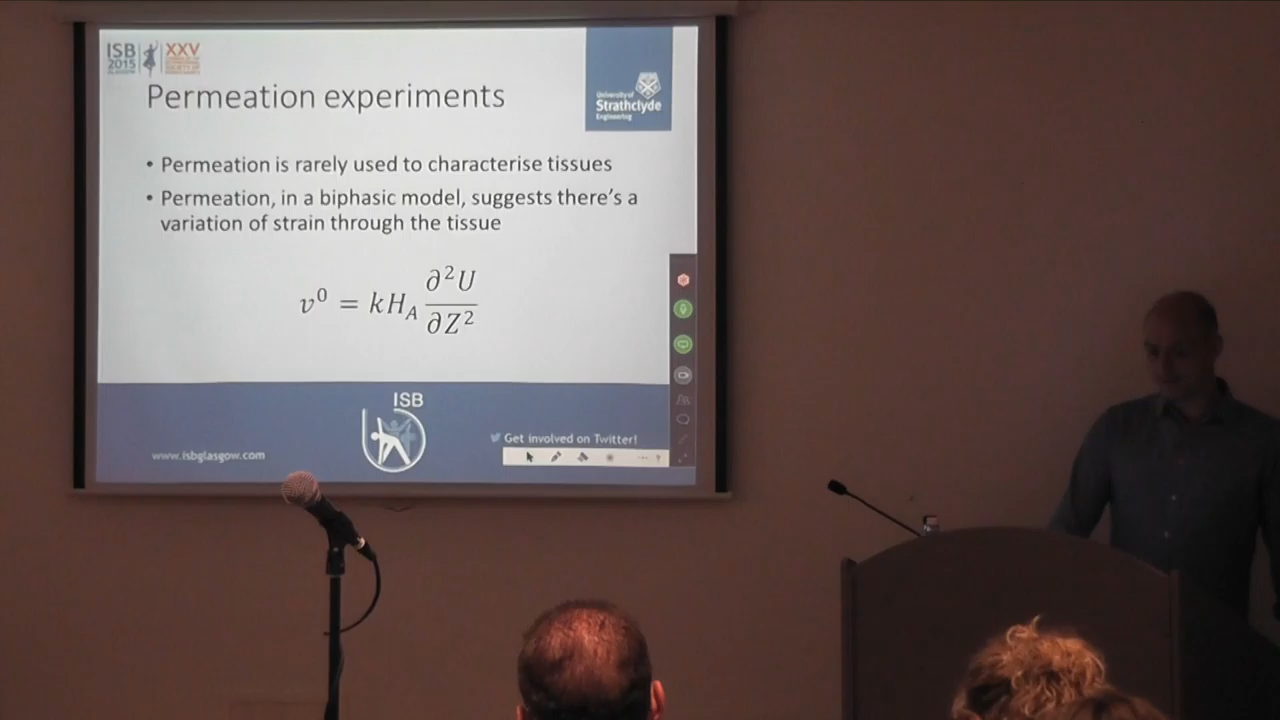 ISB
2015
GLASGOW
XXV
Permeation experiments
University of
Strathclyde
Engineering
• Permeation is rarely used to characterise tissues
• Permeation, in a biphasic model, suggests there's a
variation of strain through the tissue
v⁰ = kH_A ∂²U/∂Z²
ISB
Get involved on Twitter!
www.isbglasgow.com